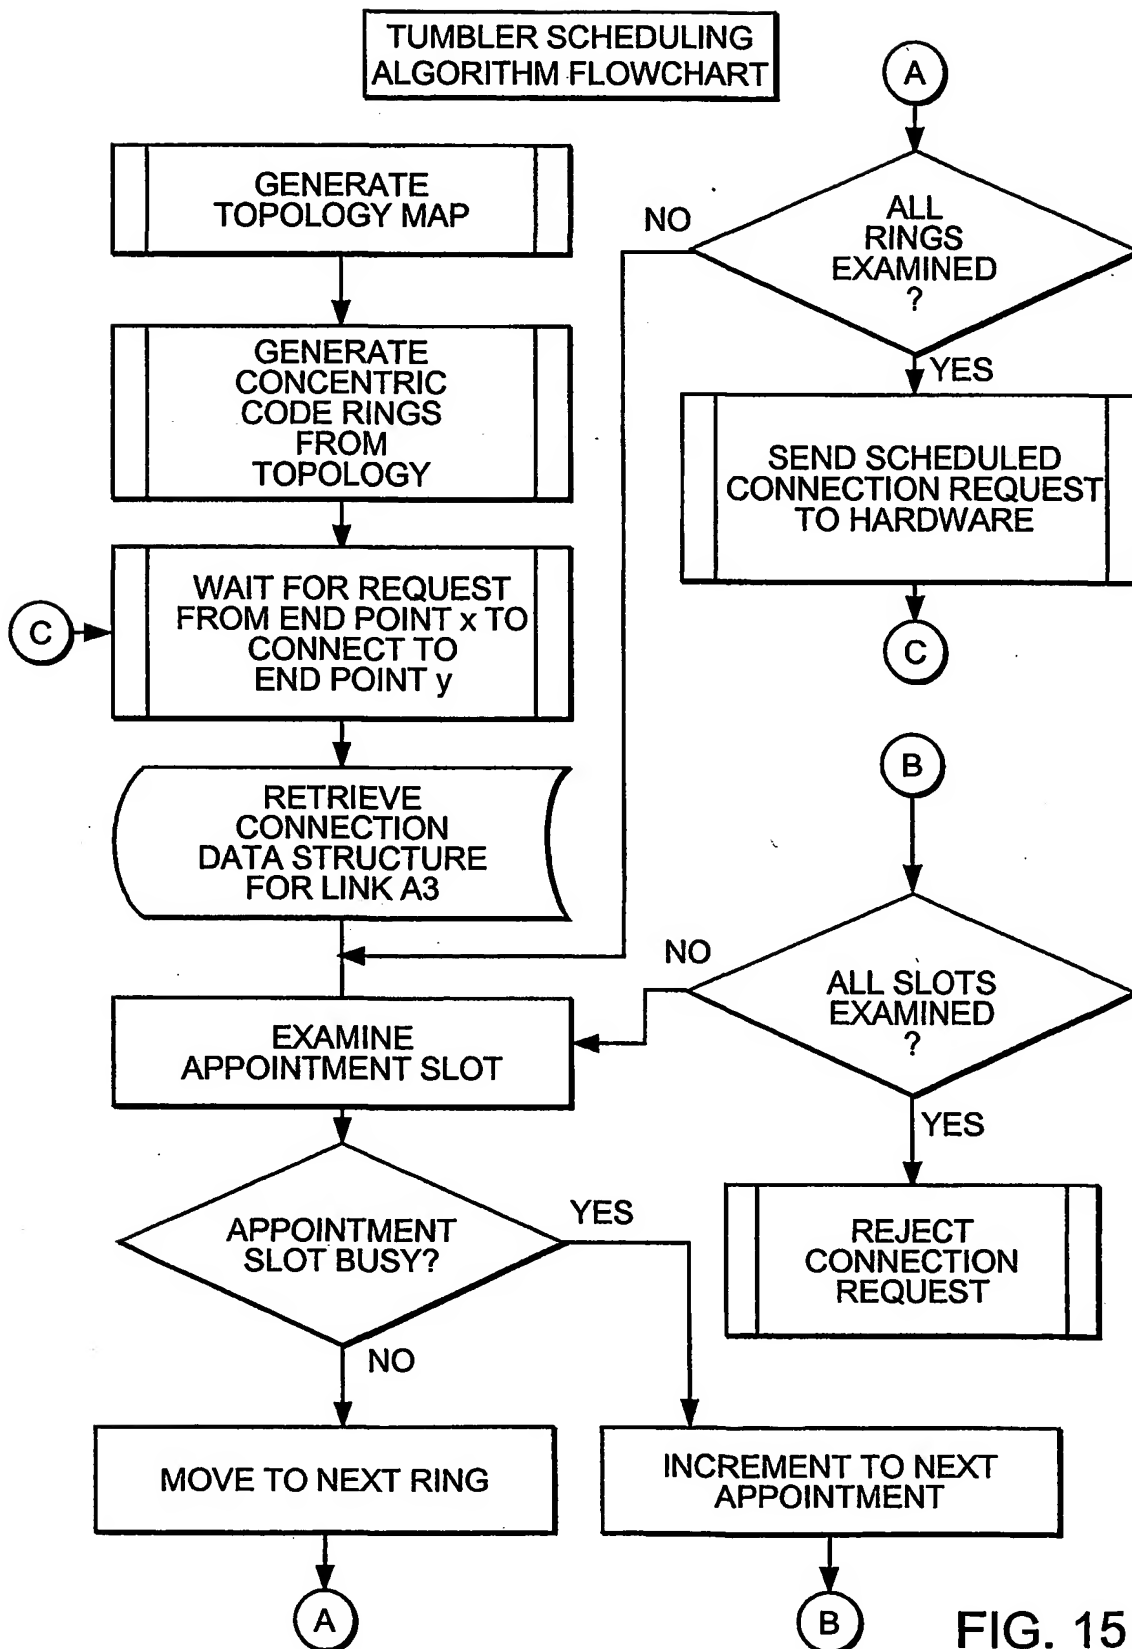 TUMBLER SCHEDULING
ALGORITHM FLOWCHART
GENERATE
TOPOLOGY MAP
GENERATE
CONCENTRIC
CODE RINGS
FROM
TOPOLOGY
C
WAIT FOR REQUEST
FROM END POINT x TO
CONNECT TO
END POINT y
RETRIEVE
CONNECTION
DATA STRUCTURE
FOR LINK A3
EXAMINE
APPOINTMENT SLOT
APPOINTMENT
SLOT BUSY?
YES
NO
MOVE TO NEXT RING
A
INCREMENT TO NEXT
APPOINTMENT
B
A
NO
ALL
RINGS
EXAMINED
?
YES
SEND SCHEDULED
CONNECTION REQUEST
TO HARDWARE
C
B
NO
ALL SLOTS
EXAMINED
?
YES
REJECT
CONNECTION
REQUEST
FIG. 15